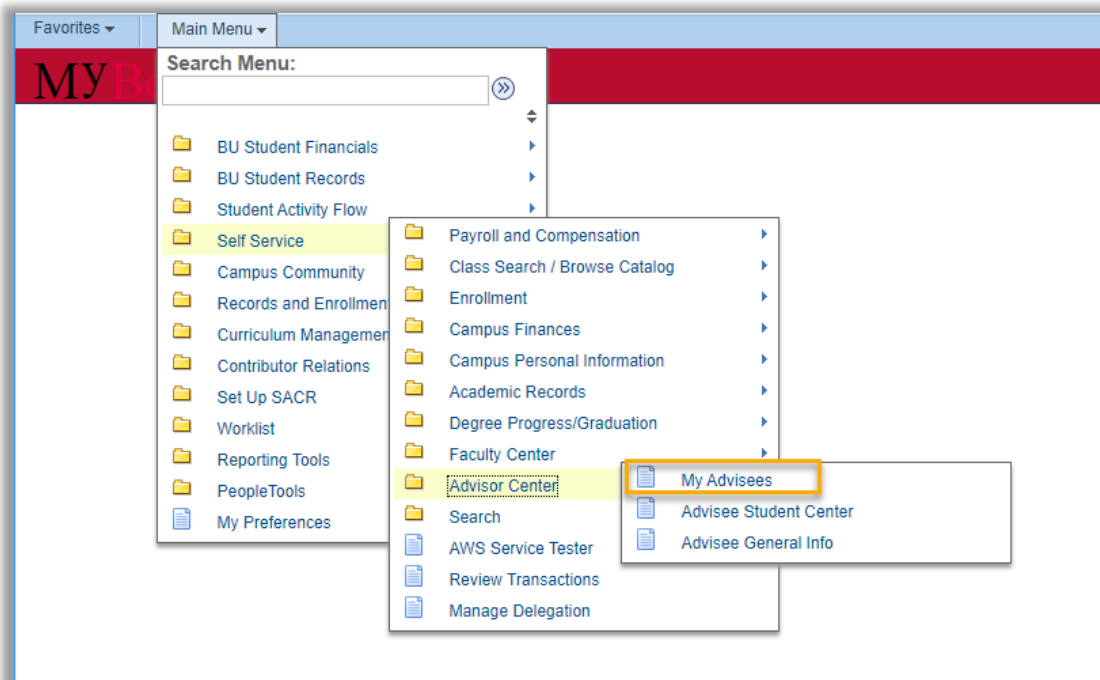 Favorites
Main Menu
MyB
Search Menu:
BU Student Financials
BU Student Records
Student Activity Flow
Self Service
Campus Community
Records and Enrollmen
Curriculum Managemen
Contributor Relations
Set Up SACR
Worklist
Reporting Tools
PeopleTools
My Preferences
Payroll and Compensation
Class Search / Browse Catalog
Enrollment
Campus Finances
Campus Personal Information
Academic Records
Degree Progress/Graduation
Faculty Center
Advisor Center
Search
AWS Service Tester
Review Transactions
Manage Delegation
My Advisees
Advisee Student Center
Advisee General Info